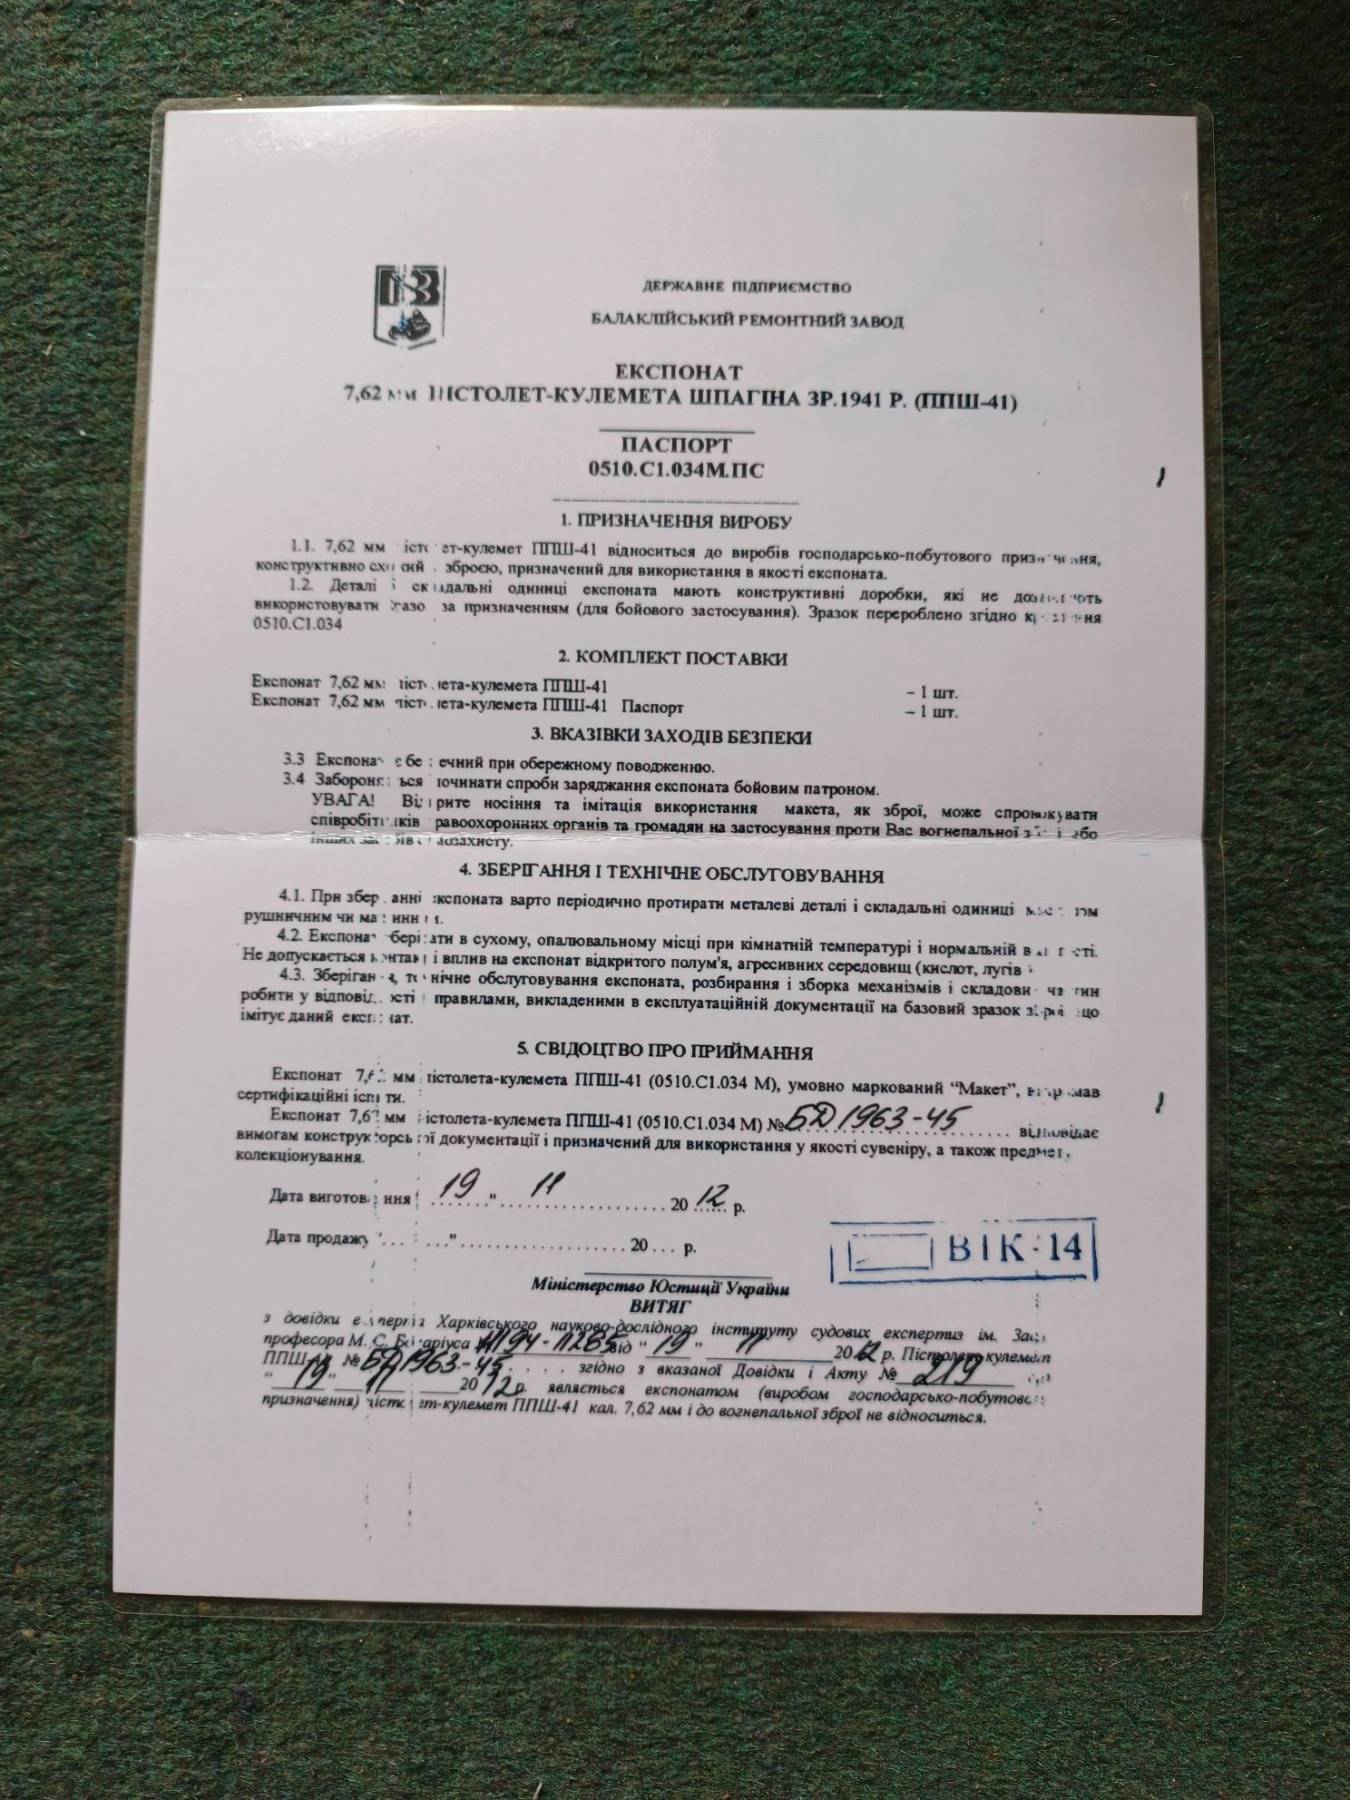 ДЕРЖАВНЕ ПІДПРИЄМСТВО
БАЛАКЛІЙСЬКИЙ РЕМОНТНИЙ ЗАВОД
ЕКСПОНАТ
7,62 мм ПІСТОЛЕТ-КУЛЕМЕТА ШПАГІНА ЗР.1941 Р. (ППШ-41)
ПАСПОРТ
0510.С1.034М.ПС
1. ПРИЗНАЧЕННЯ ВИРОБУ
1.1. 7,62 мм пістолет-кулемет ППШ-41 відноситься до виробів господарсько-побутового призначення,
конструктивно схожий зброєю, призначений для використання в якості експоната.
1.2. Деталі і складальні одиниці експоната мають конструктивні доробки, які не дозволяють
використовувати за призначенням (для бойового застосування). Зразок перероблено згідно креслення
0510.С1.034
2. КОМПЛЕКТ ПОСТАВКИ
Експонат 7,62 мм пістолета-кулемета ППШ-41 – 1 шт.
Експонат 7,62 мм пістолета-кулемета ППШ-41 Паспорт – 1 шт.
3. ВКАЗІВКИ ЗАХОДІВ БЕЗПЕКИ
3.3 Експонат є безпечний при обережному поводженню.
3.4 Забороняється починати спроби заряджання експоната бойовим патроном.
УВАГА! Відкрите носіння та імітація використання макета, як зброї, може спровокувати
співробітників правоохоронних органів та громадян на застосування проти Вас вогнепальної зброї або
інших засобів самозахисту.
4. ЗБЕРІГАННЯ І ТЕХНІЧНЕ ОБСЛУГОВУВАННЯ
4.1. При зберіганні експоната варто періодично протирати металеві деталі і складальні одиниці мастилом
рушничним чи машинним.
4.2. Експонат зберігати в сухому, опалювальному місці при кімнатній температурі і нормальній вологості.
Не допускається контакт і вплив на експонат відкритого полум'я, агресивних середовищ (кислот, лугів
4.3. Зберігання, технічне обслуговування експоната, розбирання і зборка механізмів і складових частин
робити у відповідності з правилами, викладеними в експлуатаційній документації на базовий зразок зброї що
імітує даний експонат.
5. СВІДОЦТВО ПРО ПРИЙМАННЯ
Експонат 7,62 мм пістолета-кулемета ППШ-41 (0510.С1.034 М), умовно маркований “Макет”, витримав
сертифікаційні іспити.
Експонат 7,62 мм пістолета-кулемета ППШ-41 (0510.С1.034 М) № БД 1963-45 відповідає
вимогам конструкторської документації і призначений для використання у якості сувеніру, а також предмету
колекціонування.
Дата виготовлення 19 " 11 2012 р.
Дата продажу “.......”.......................... 20 ... р.
ВТК-14
Міністерство Юстиції України
ВИТЯГ
з довідки експерта Харківського науково-дослідного інституту судових експертиз ім. Засл.
професора М. С. Бокаріуса від “19” 11 2012 р. Пістолет-кулемет
ППШ-41 № БД1963-45 згідно з вказаної Довідки і Акту № 219 від
“19” 11 2012 р. являється експонатом (виробом господарсько-побутового
призначення) пістолет-кулемет ППШ-41 кал. 7,62 мм і до вогнепальної зброї не відноситься.